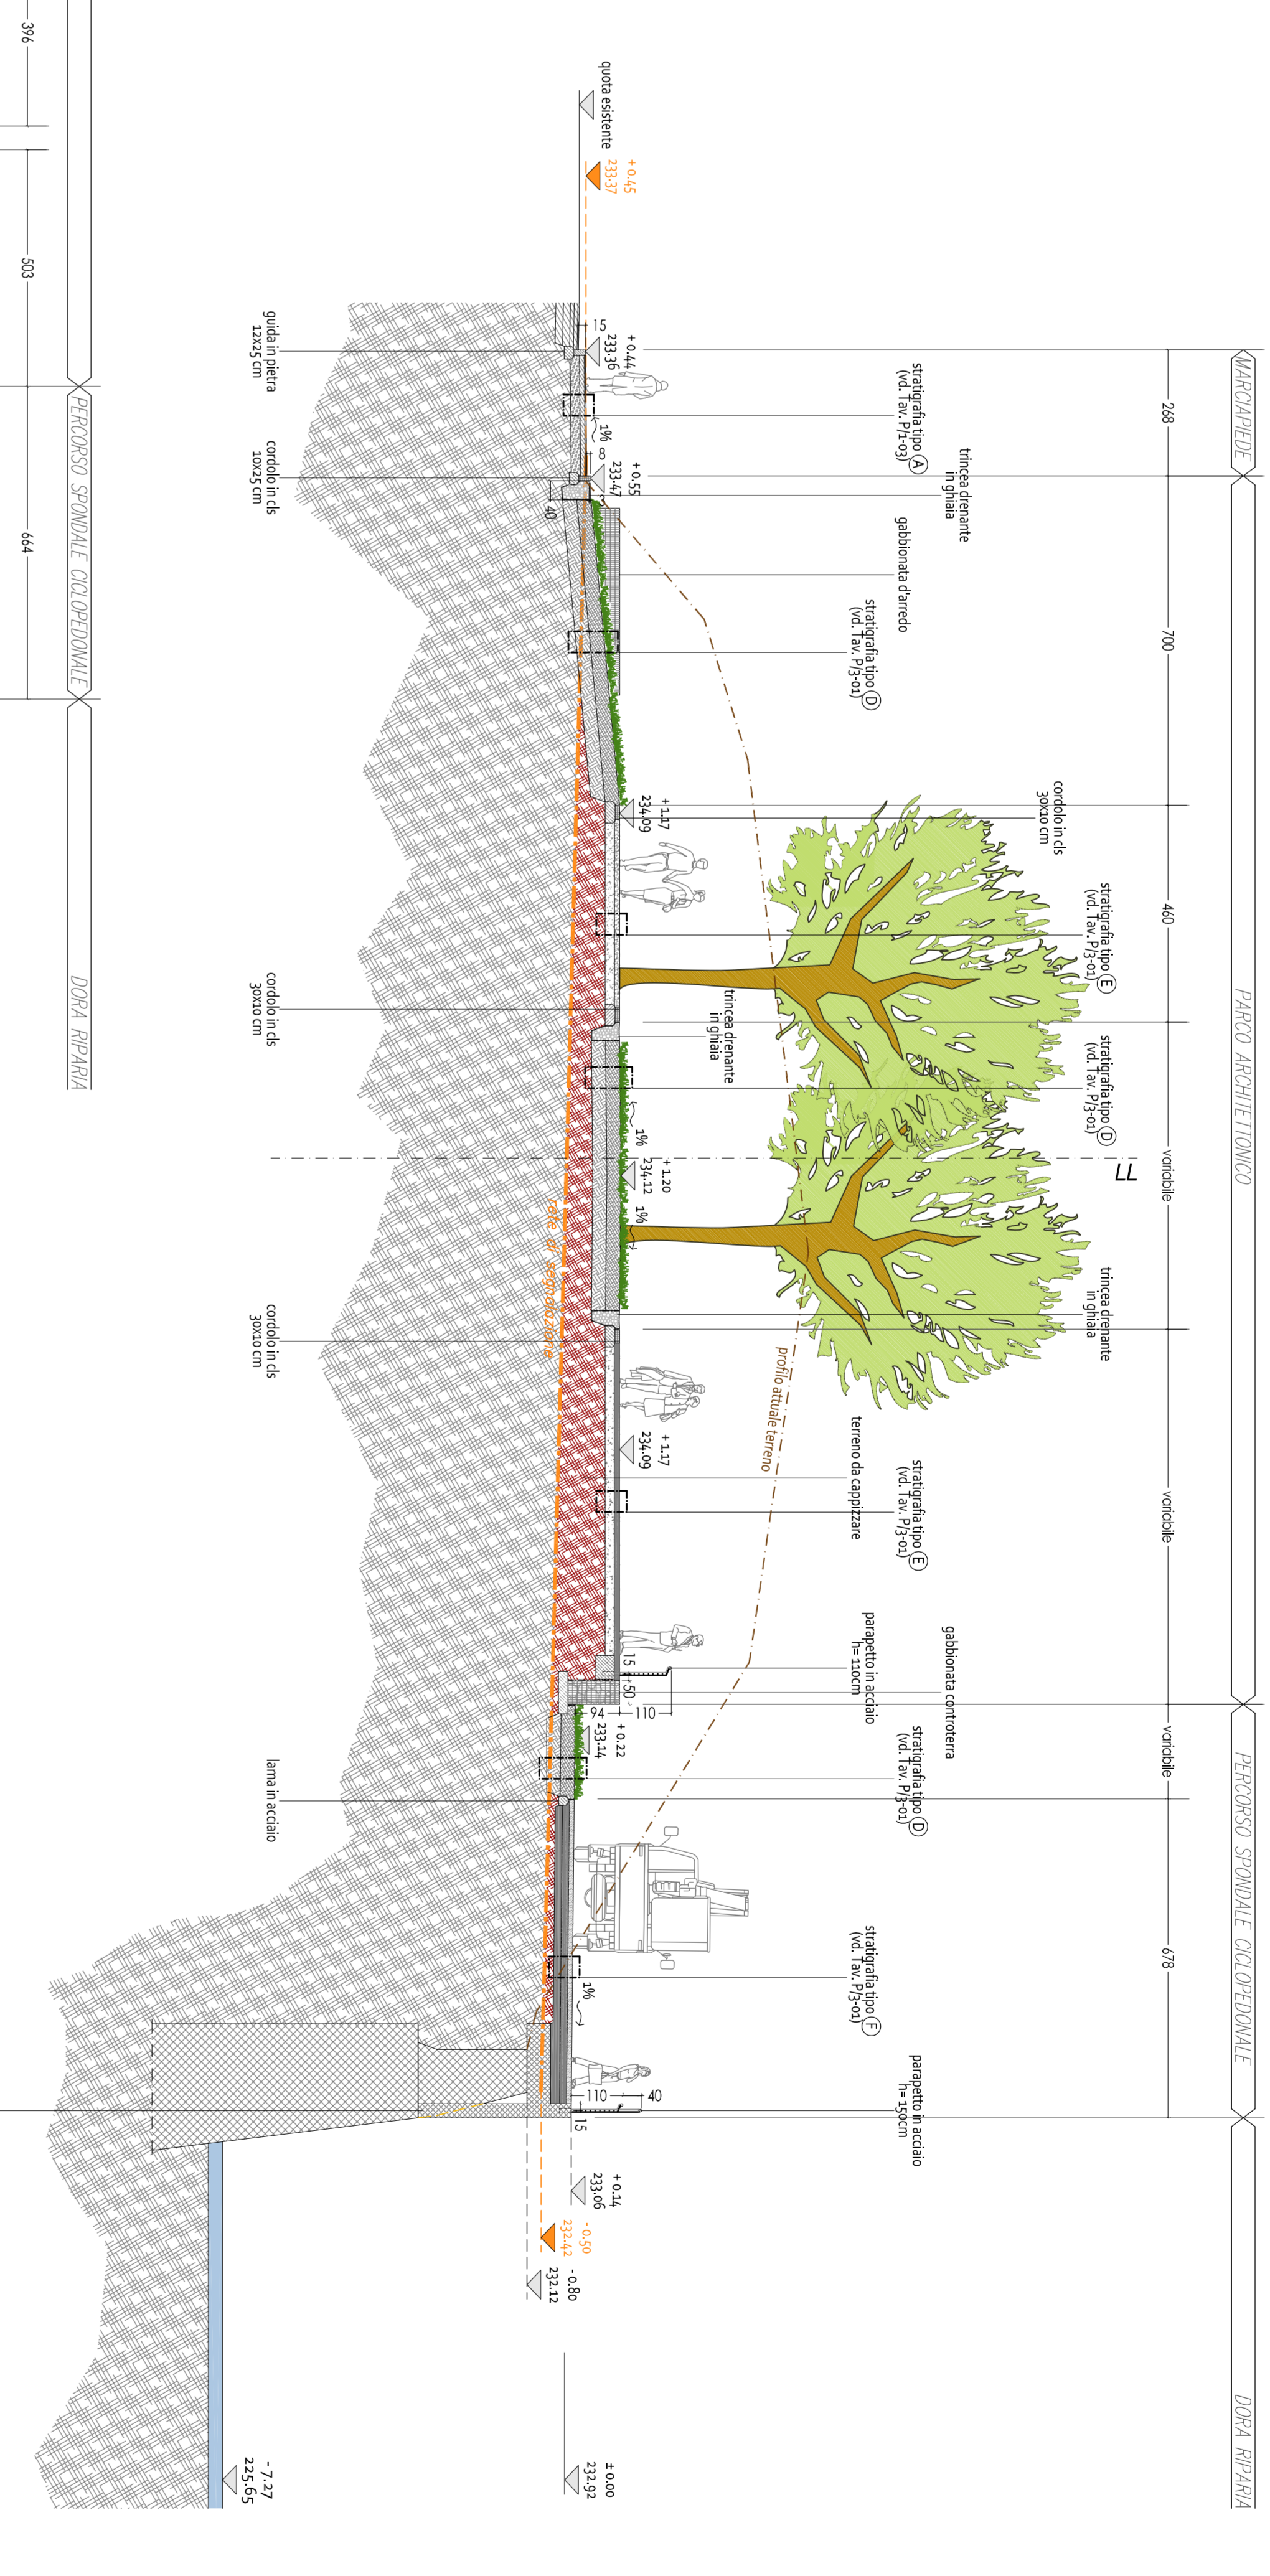 MARCIAPIEDE
PARCO ARCHITETTONICO
PERCORSO SPONDALE CICLOPEDONALE
DORA RIPARIA
268
700
460
variabile
variabile
variabile
678
quota esistente
+ 0.45
233.37
15
+ 0.44
233.36
stratigrafia tipo A
(vd. Tav. P/1-03)
1%
8
+ 0.55
233.47
3
40
trincea drenante
in ghiaia
gabbionata d'arredo
stratigrafia tipo D
(vd. Tav. P/3-01)
+ 1.17
234.09
cordolo in cls
30X10 cm
stratigrafia tipo E
(vd. Tav. P/3-01)
trincea drenante
in ghiaia
stratigrafia tipo D
(vd. Tav. P/3-01)
1%
+ 1.20
234.12
1%
LL
trincea drenante
in ghiaia
profilo attuale terreno
+ 1.17
234.09
terreno da cappizzare
stratigrafia tipo E
(vd. Tav. P/3-01)
parapetto in acciaio
h= 110cm
gabbionata controterra
15
50
94
110
+ 0.22
233.14
stratigrafia tipo D
(vd. Tav. P/3-01)
stratigrafia tipo F
(vd. Tav. P/3-01)
1%
parapetto in acciaio
h= 150cm
110
40
15
+ 0.14
233.06
- 0.50
232.42
- 0.80
232.12
± 0.00
232.92
- 7.27
225.65
rete di segnalazione
guida in pietra
12X25 cm
cordolo in cls
10X25 cm
cordolo in cls
30X10 cm
cordolo in cls
30X10 cm
lama in acciaio
PERCORSO SPONDALE CICLOPEDONALE
DORA RIPARIA
396
503
664